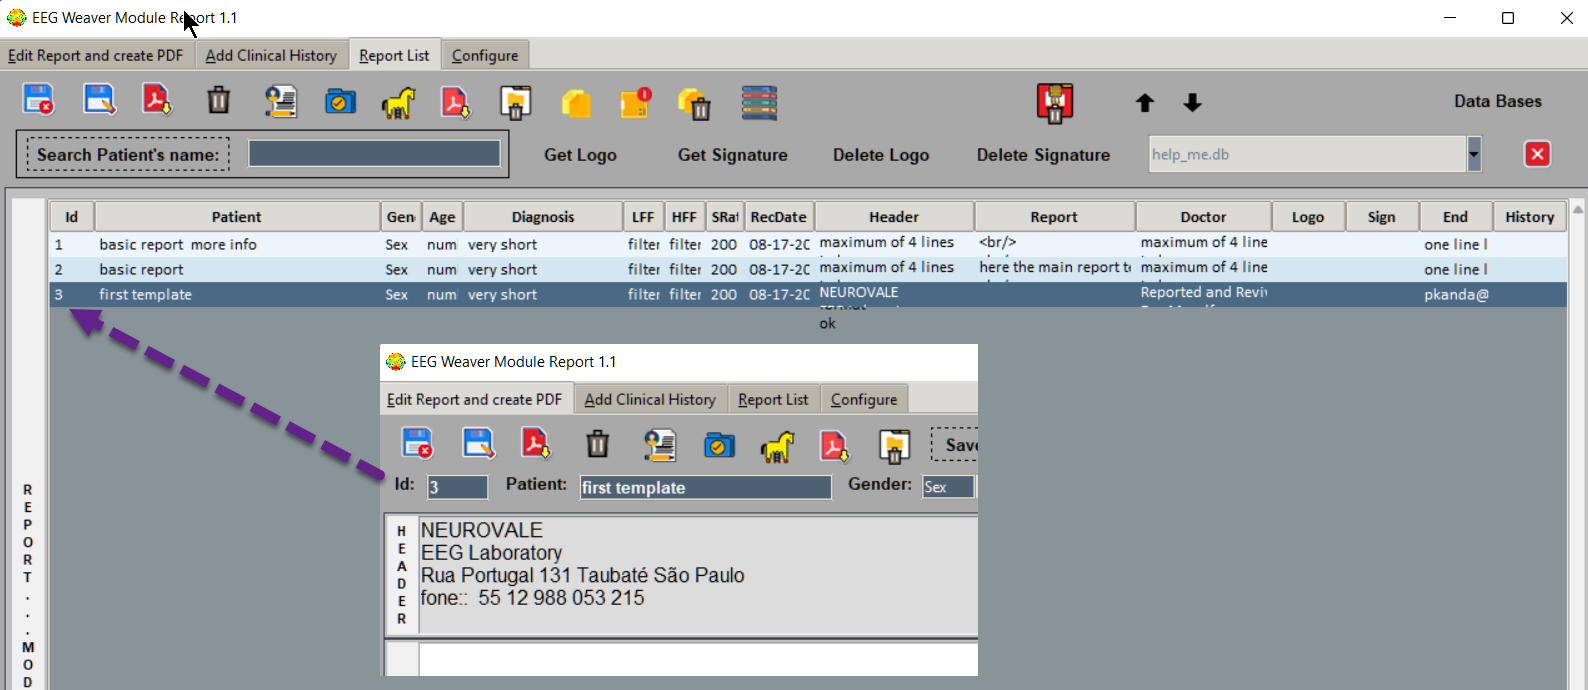 EEG Weaver Module Report 1.1
Edit Report and create PDF Add Clinical History Report List Configure
Data Bases
Search Patient's name: Get Logo Get Signature Delete Logo Delete Signature help_me.db
Id Patient Gen Age Diagnosis LFF HFF SRat RecDate Header Report Doctor Logo Sign End History
1 basic report more info Sex num very short filter filter 200 08-17-20 maximum of 4 lines <br/> maximum of 4 line one line l
2 basic report Sex num very short filter filter 200 08-17-20 maximum of 4 lines here the main report te maximum of 4 line one line l
3 first template Sex num very short filter filter 200 08-17-20 NEUROVALE Reported and Reviv pkanda@
ok
EEG Weaver Module Report 1.1
Edit Report and create PDF Add Clinical History Report List Configure
Save
Id: 3 Patient: first template Gender: Sex
HEADER
NEUROVALE
EEG Laboratory
Rua Portugal 131 Taubaté São Paulo
fone:: 55 12 988 053 215
REPORT...MOD